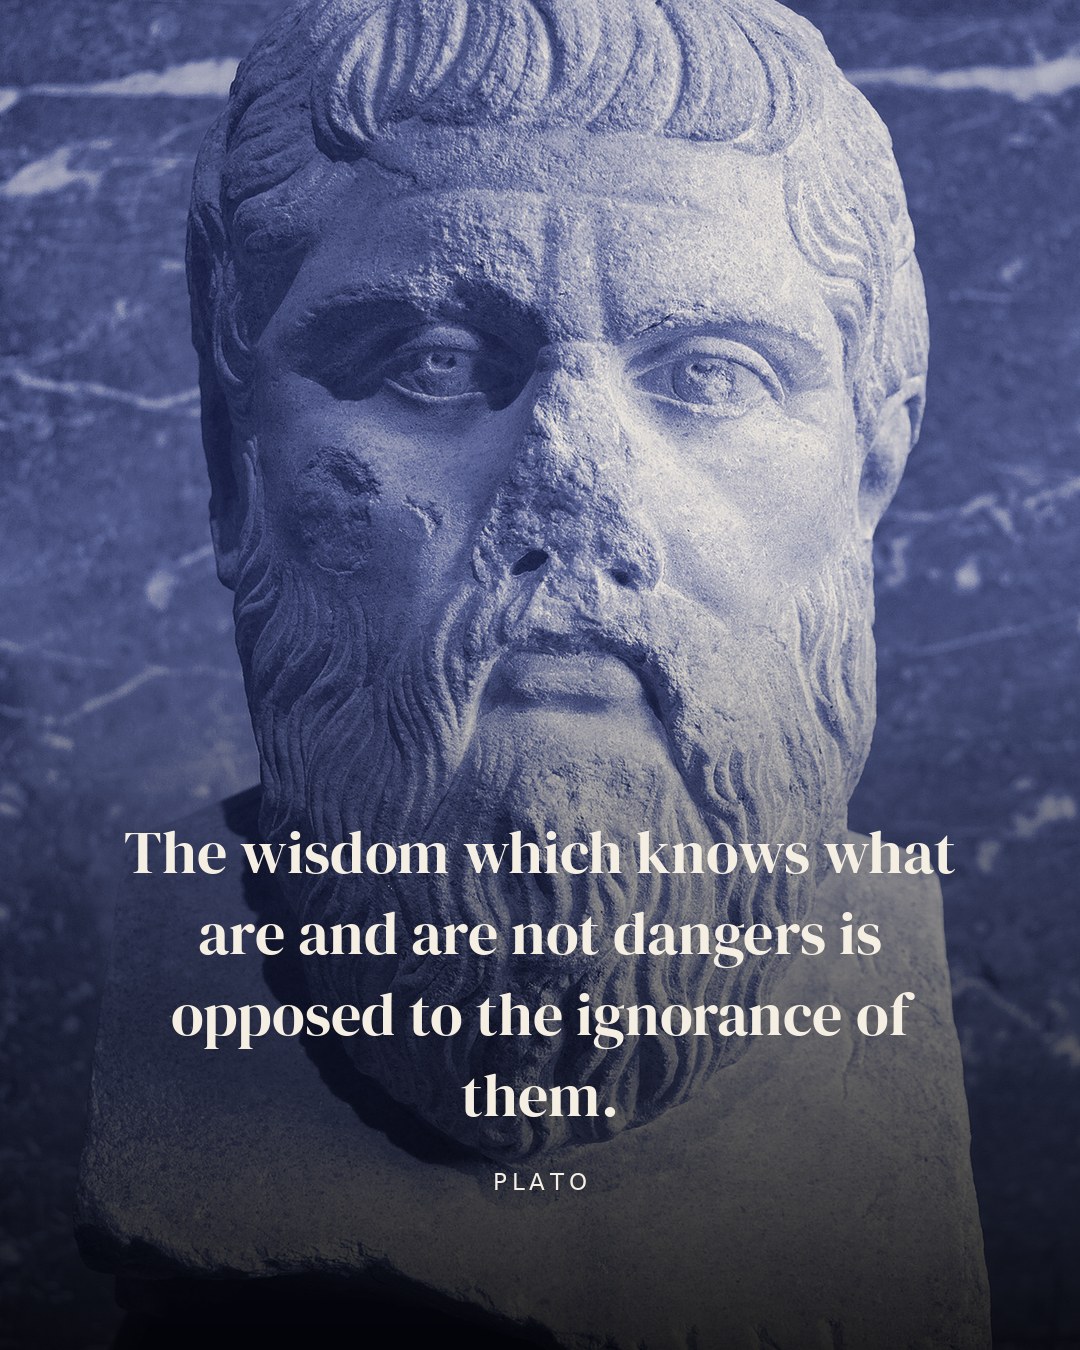 The wisdom which knows what
are and are not dangers is
opposed to the ignorance of
them.
PLATO